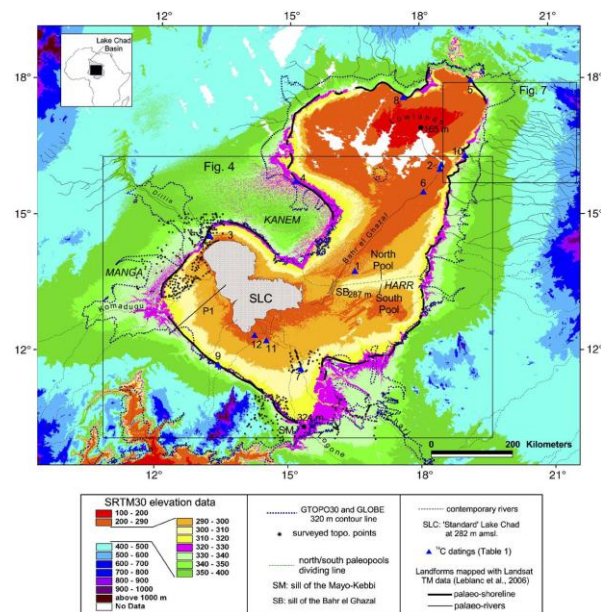 12° 15° 18° 21°
Lake Chad
Basin
18° 18°
Fig. 7
8
5
Lowlands
165 m
10
Fig. 4
2
4
6
15° 15°
KANEM
Bahr el Ghazal
3
North
Pool
1
MANGA
HARR
SB 287 m
South
Pool
SLC
Komadugu
P1
12° 12°
12 11
9
7
324 m
SM
Logone
0 200 Kilometers
12° 15° 18° 21°
SRTM30 elevation data
100 - 200
200 - 290
290 - 300
300 - 310
310 - 320
320 - 330
330 - 340
340 - 350
350 - 400
400 - 500
500 - 600
600 - 700
700 - 800
800 - 900
900 - 1000
above 1000 m
No Data
GTOPO30 and GLOBE
320 m contour line
surveyed topo. points
north/south paleopools
dividing line
SM: sill of the Mayo-Kebbi
SB: sill of the Bahr el Ghazal
contemporary rivers
SLC: 'Standard' Lake Chad
at 282 m amsl.
14C datings (Table 1)
Landforms mapped with Landsat
TM data (Leblanc et al., 2006)
palaeo-shoreline
palaeo-rivers